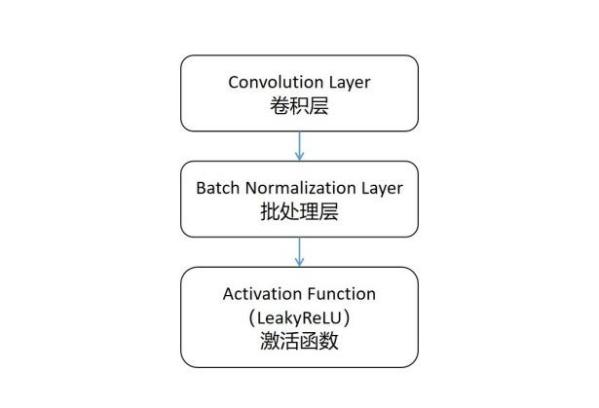 Convolution Layer
卷积层
Batch Normalization Layer
批处理层
Activation Function
（LeakyReLU）
激活函数